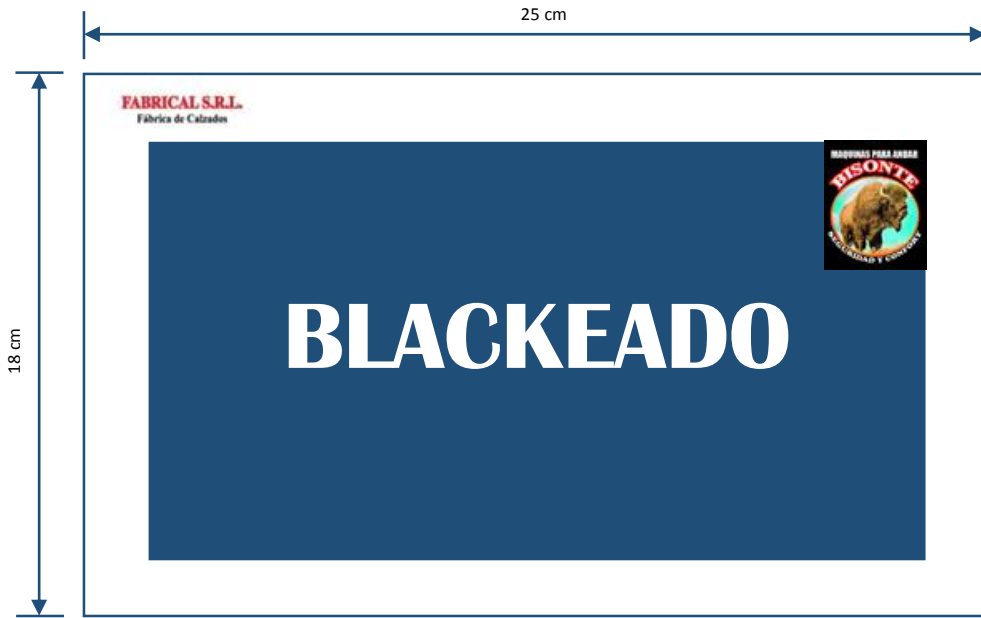 25 cm
18 cm
FABRICAL S.R.L.
Fábrica de Calzados
MAQUINAS PARA ANDAR
BISONTE
SEGURIDAD Y CONFORT
BLACKEADO